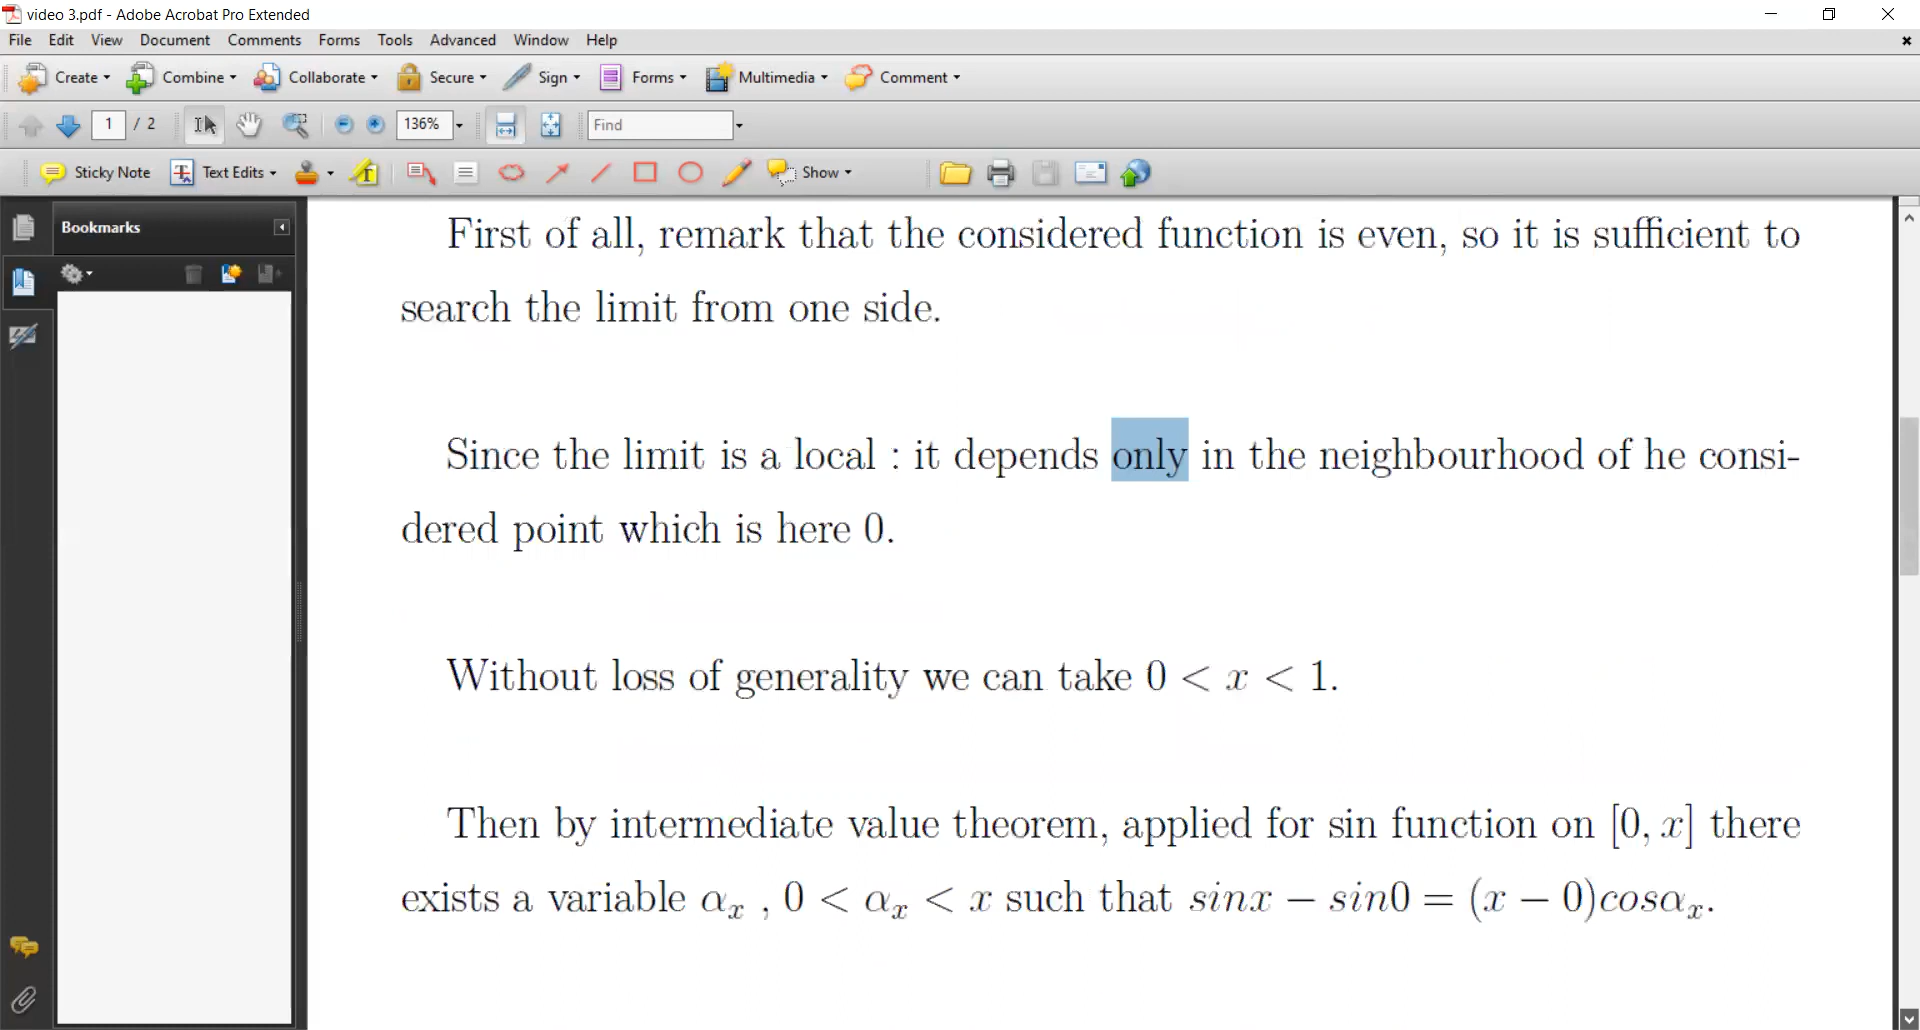 video 3.pdf - Adobe Acrobat Pro Extended
File Edit View Document Comments Forms Tools Advanced Window Help
Create Combine Collaborate Secure Sign Forms Multimedia Comment
1 / 2 136% Find
Sticky Note Text Edits Show
Bookmarks
First of all, remark that the considered function is even, so it is sufficient to
search the limit from one side.
Since the limit is a local : it depends only in the neighbourhood of he consi-
dered point which is here 0.
Without loss of generality we can take 0 < x < 1.
Then by intermediate value theorem, applied for sin function on [0, x] there
exists a variable αₓ , 0 < αₓ < x such that sinx − sin0 = (x − 0)cosαₓ.